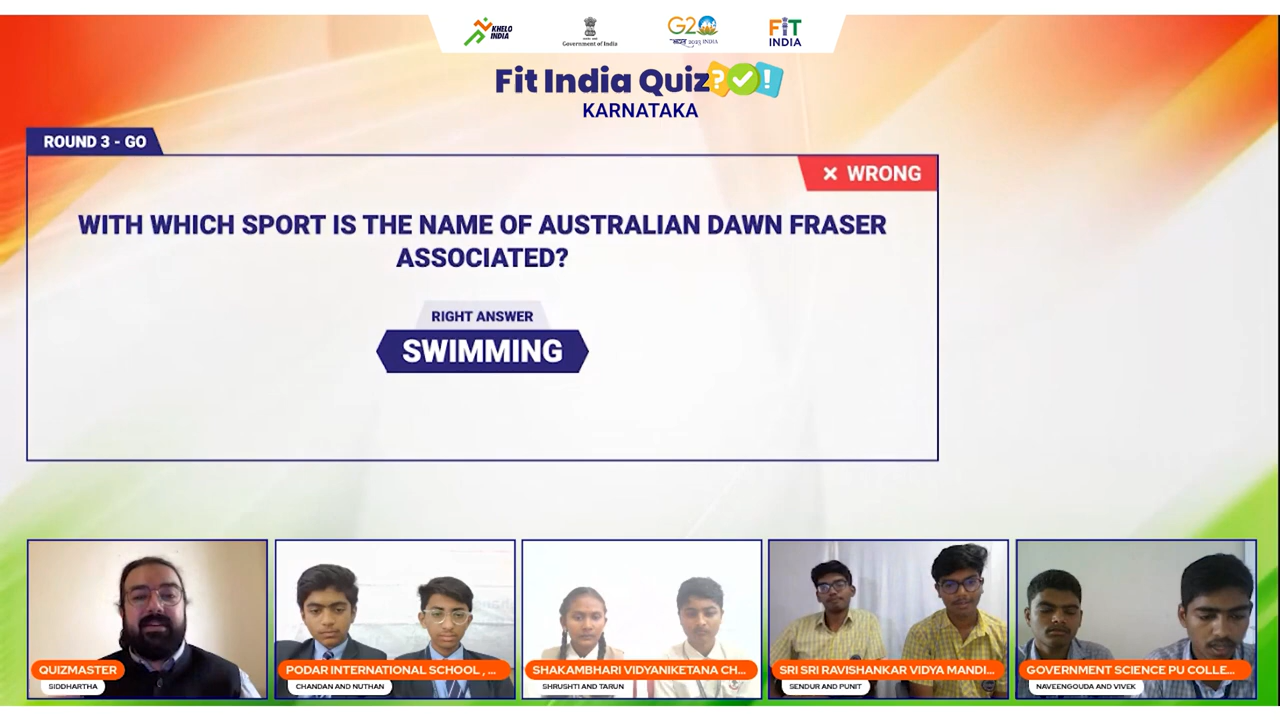 KHELO
INDIA
Government of India
G20
2023 INDIA
FiT
INDIA
Fit India Quiz?!
KARNATAKA
ROUND 3 - GO
× WRONG
WITH WHICH SPORT IS THE NAME OF AUSTRALIAN DAWN FRASER
ASSOCIATED?
RIGHT ANSWER
SWIMMING
QUIZMASTER
SIDDHARTHA
PODAR INTERNATIONAL SCHOOL , ...
CHANDAN AND NUTHAN
SHAKAMBHARI VIDYANIKETANA CH...
SHRUSHTI AND TARUN
SRI SRI RAVISHANKAR VIDYA MANDI...
SENDUR AND PUNIT
GOVERNMENT SCIENCE PU COLLE...
NAVEENGOUDA AND VIVEK